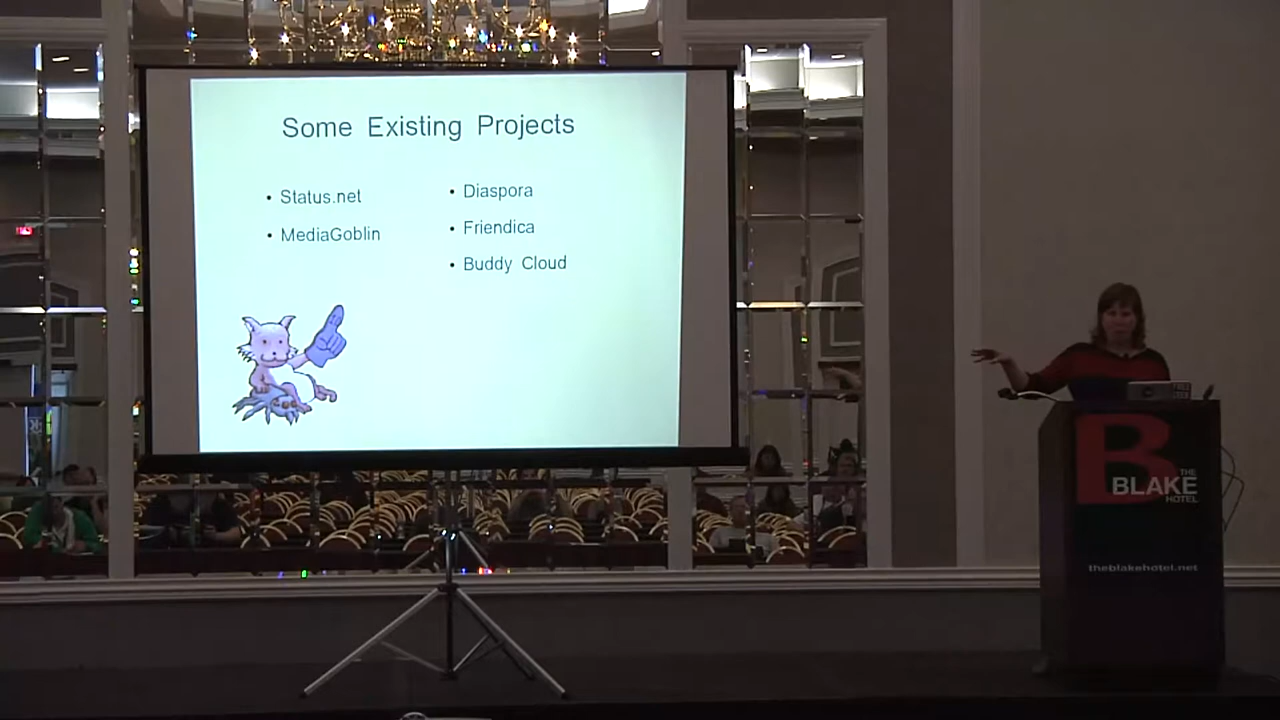 Some Existing Projects
• Status.net
• MediaGoblin
• Diaspora
• Friendica
• Buddy Cloud
B
THE
BLAKE
HOTEL
theblakehotel.net